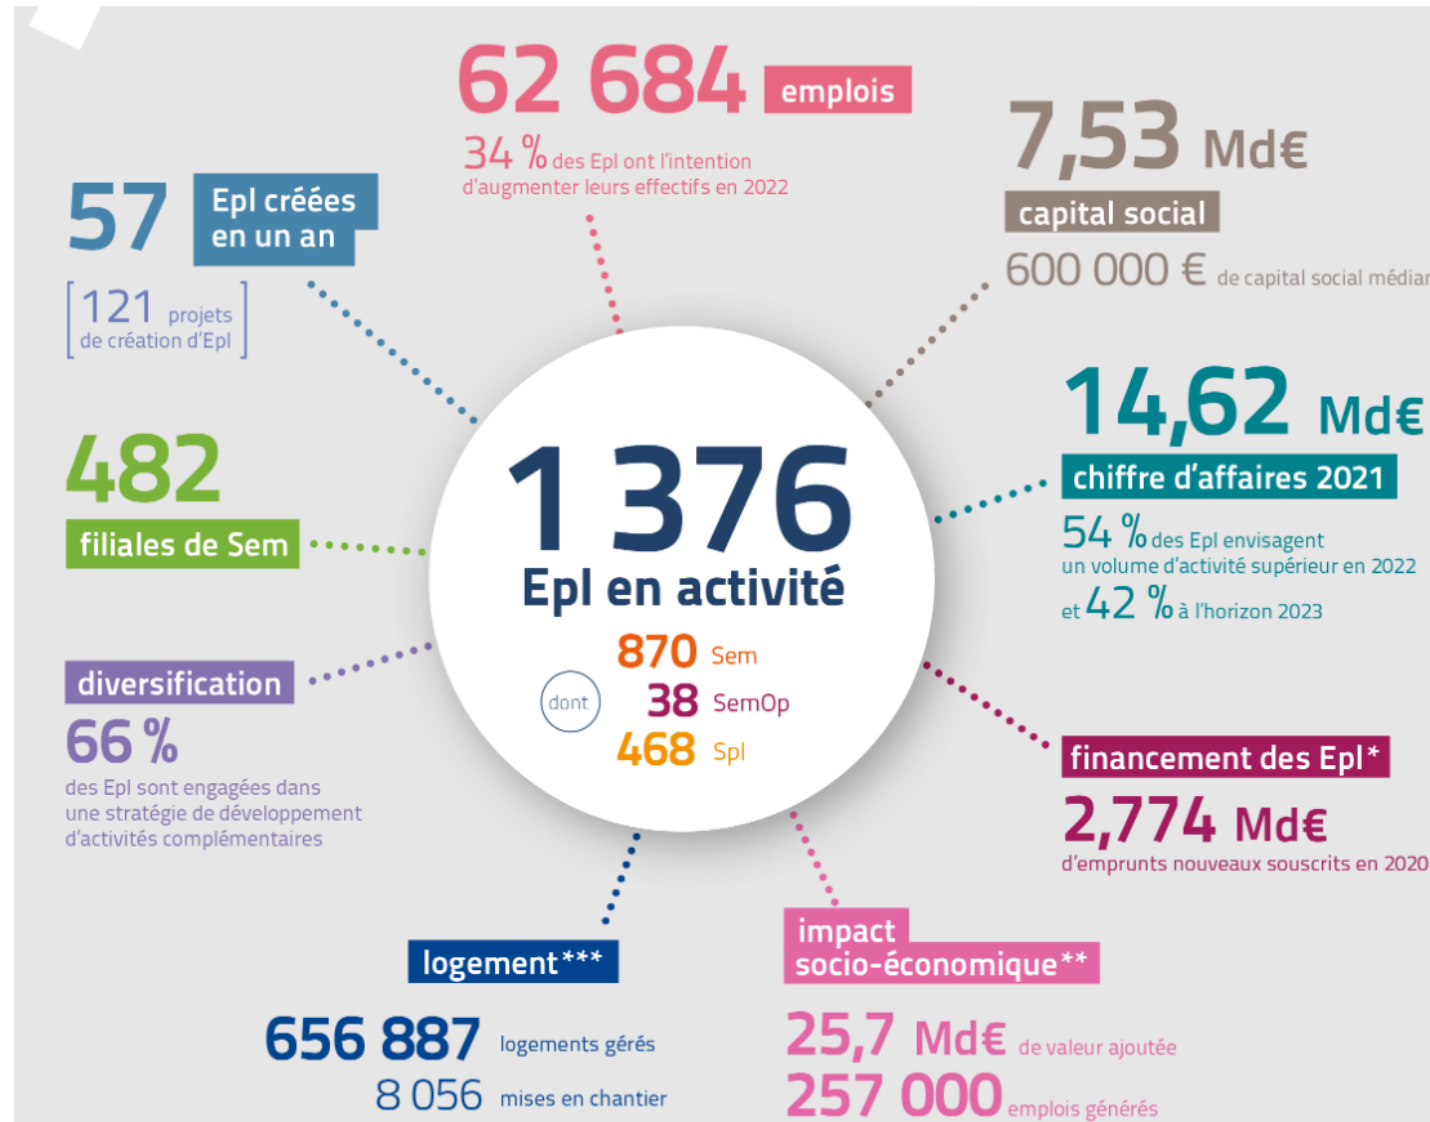 62 684 emplois
34 % des Epl ont l'intention
d'augmenter leurs effectifs en 2022
7,53 Md€
capital social
600 000 € de capital social
57 Epl créées
en un an
121 projets
de création d'Epl
14,62 Md€
chiffre d'affaires 2021
54 % des Epl envisagent
un volume d'activité supérieur en 2022
et 42 % à l'horizon 2023
482
filiales de Sem
1 376
Epl en activité
dont
870 Sem
38 SemOp
468 Spl
diversification
66 %
des Epl sont engagées dans
une stratégie de développement
d'activités complémentaires
financement des Epl*
2,774 Md€
d'emprunts nouveaux souscrits en 2020
logement***
656 887 logements gérés
8 056 mises en chantier
impact
socio-économique**
25,7 Md€ de valeur ajoutée
257 000 emplois générés